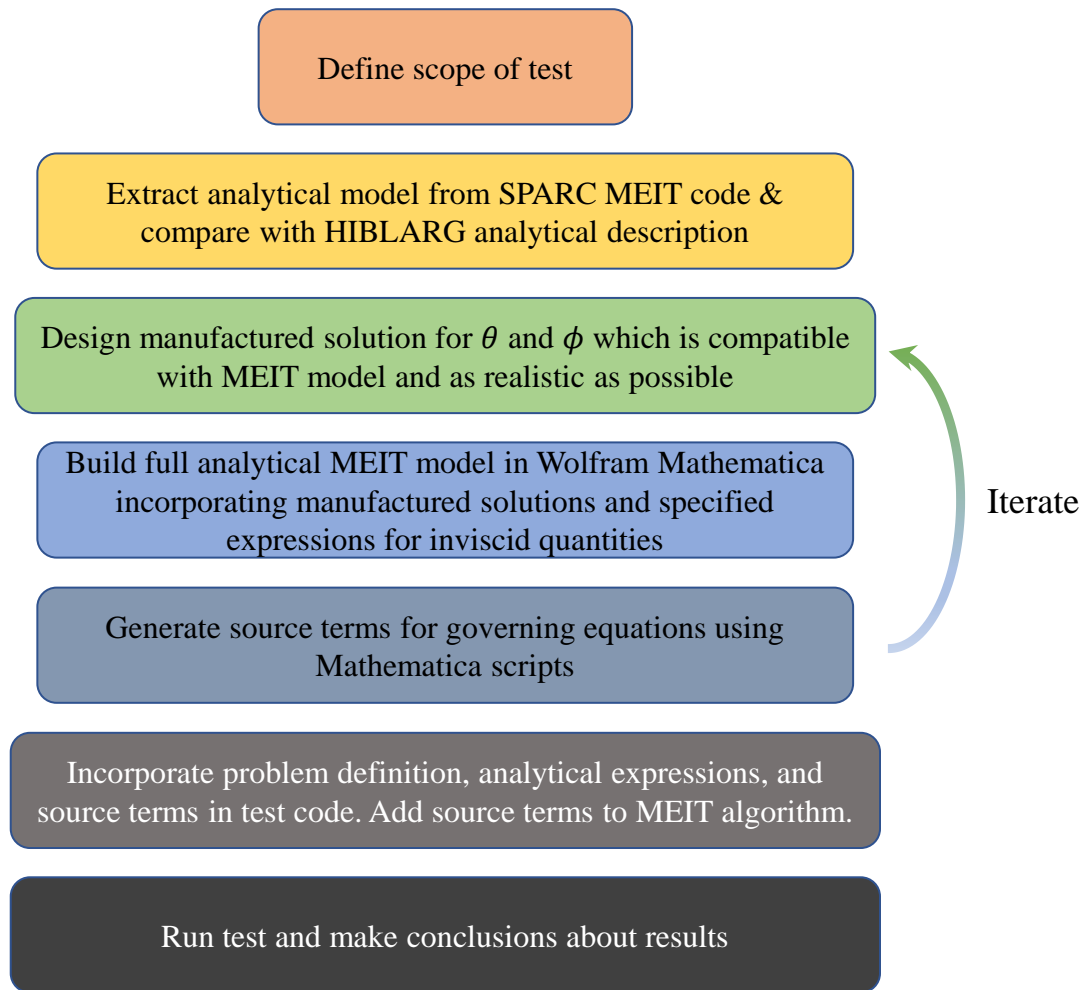 Define scope of test
Extract analytical model from SPARC MEIT code &
compare with HIBLARG analytical description
Design manufactured solution for θ and ϕ which is compatible
with MEIT model and as realistic as possible
Build full analytical MEIT model in Wolfram Mathematica
incorporating manufactured solutions and specified
expressions for inviscid quantities
Iterate
Generate source terms for governing equations using
Mathematica scripts
Incorporate problem definition, analytical expressions, and
source terms in test code. Add source terms to MEIT algorithm.
Run test and make conclusions about results